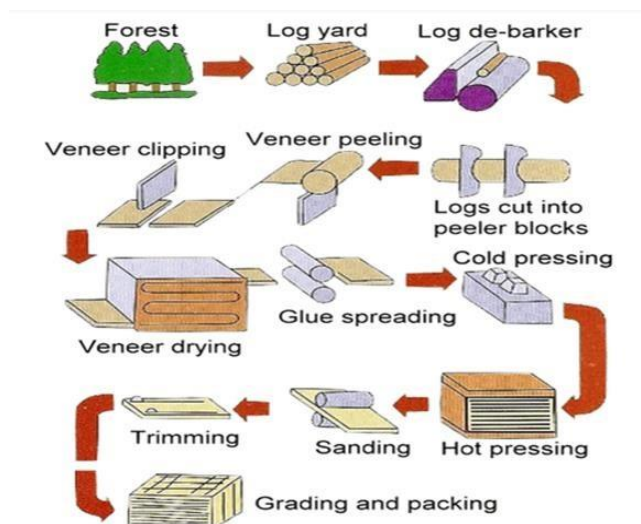 Forest
Log yard
Log de-barker
Veneer clipping
Veneer peeling
Logs cut into
peeler blocks
Veneer drying
Glue spreading
Cold pressing
Trimming
Sanding
Hot pressing
Grading and packing